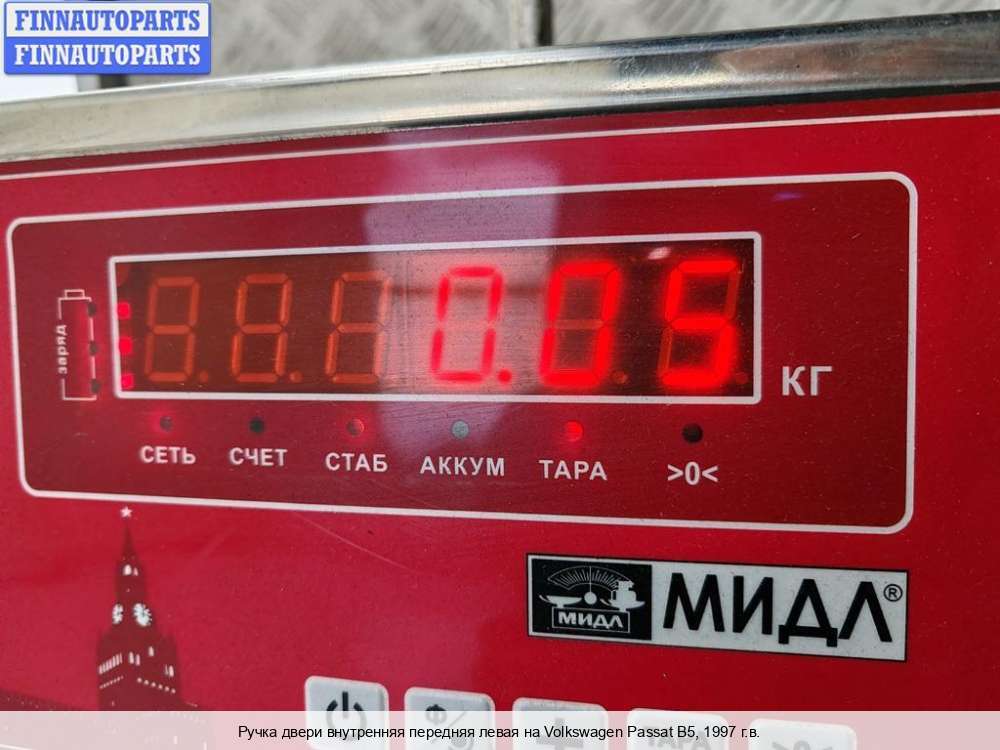 FINNAUTOPARTS
FINNAUTOPARTS
заряд
0.05
КГ
СЕТЬ СЧЕТ СТАБ АККУМ ТАРА >0<
МИДЛ МИДЛ®
Ручка двери внутренняя передняя левая на Volkswagen Passat B5, 1997 г.в.